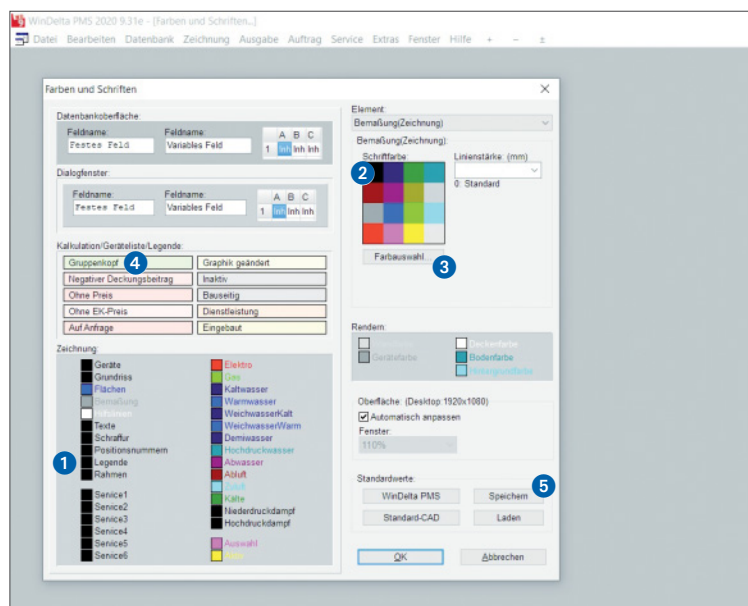 WinDelta PMS 2020 9.31e - [Farben und Schriften...]
Datei Bearbeiten Datenbank Zeichnung Ausgabe Auftrag Service Extras Fenster Hilfe + - ±
Farben und Schriften
Datenbankoberfläche:
Feldname: Feldname: A B C
Festes Feld Variables Feld 1 Inh Inh Inh
Dialogfenster:
Feldname: Feldname: A B C
Festes Feld Variables Feld 1 Inh Inh Inh
Kalkulation/Geräteliste/Legende:
Gruppenkopf 4 Graphik geändert
Negativer Deckungsbeitrag Inaktiv
Ohne Preis Bauseitig
Ohne EK-Preis Dienstleistung
Auf Anfrage Eingebaut
Zeichnung:
Geräte
Grundriss
Flächen
Bemaßung
Hilfslinien
Texte
Schraffur
Positionsnummern
1 Legende
Rahmen
Service1
Service2
Service3
Service4
Service5
Service6
Elektro
Gas
Kaltwasser
Warmwasser
WeichwasserKalt
WeichwasserWarm
Demiwasser
Hochdruckwasser
Abwasser
Abluft
Zuluft
Kälte
Niederdruckdampf
Hochdruckdampf
Auswahl
Element:
Bemaßung(Zeichnung)
Bemaßung(Zeichnung):
Schriftfarbe: Linienstärke: (mm)
2
0: Standard
Farbauswahl... 3
Rendern:
Deckenfarbe
Gerätefarbe Bodenfarbe
Hintergrundfarbe
Oberfläche: (Desktop:1920x1080)
Automatisch anpassen
Fenster:
110%
Standardwerte:
WinDelta PMS Speichern 5
Standard-CAD Laden
OK Abbrechen